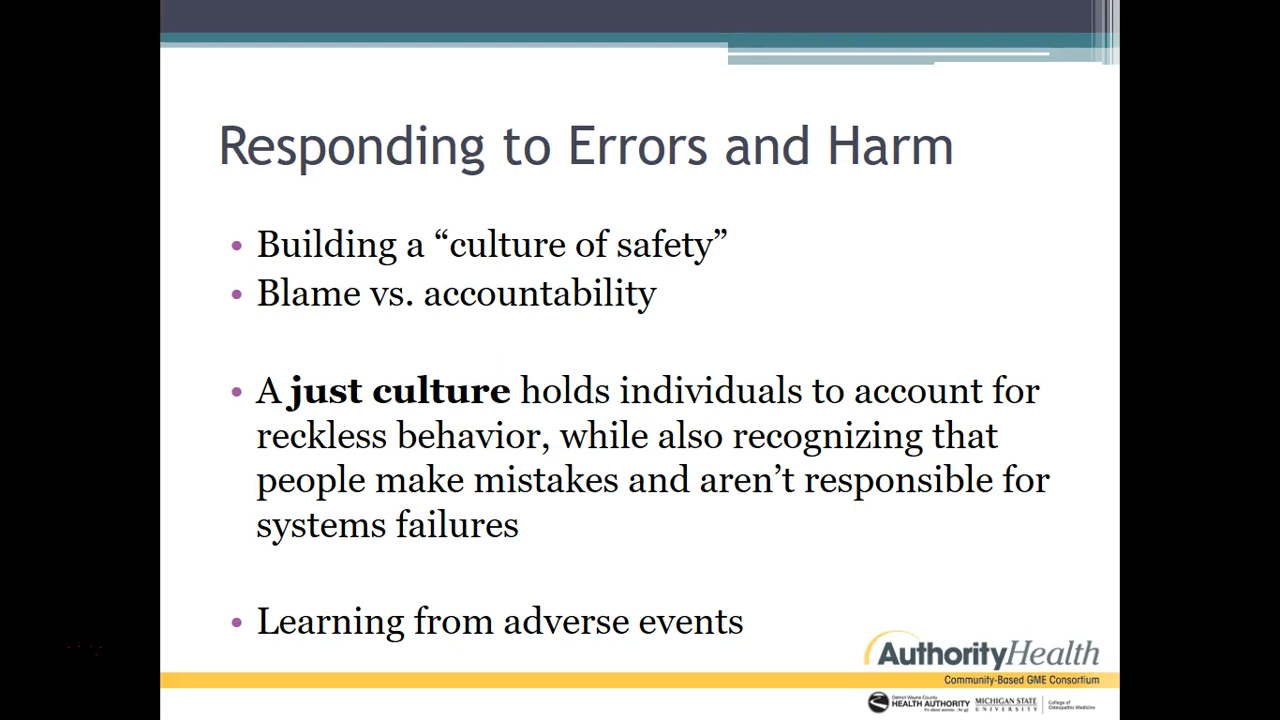 Responding to Errors and Harm
• Building a “culture of safety”
• Blame vs. accountability
• A just culture holds individuals to account for
reckless behavior, while also recognizing that
people make mistakes and aren’t responsible for
systems failures
• Learning from adverse events
AuthorityHealth
Community-Based GME Consortium
Detroit Wayne County
HEALTH AUTHORITY
MICHIGAN STATE
UNIVERSITY
College of
Osteopathic Medicine